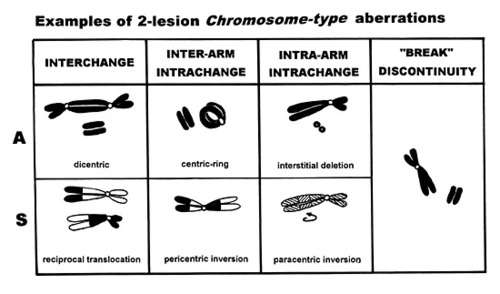 Examples of 2-lesion Chromosome-type aberrations
INTERCHANGE
INTER-ARM
INTRACHANGE
INTRA-ARM
INTRACHANGE
"BREAK"
DISCONTINUITY
A
dicentric
centric-ring
interstitial deletion
S
reciprocal translocation
pericentric inversion
paracentric inversion